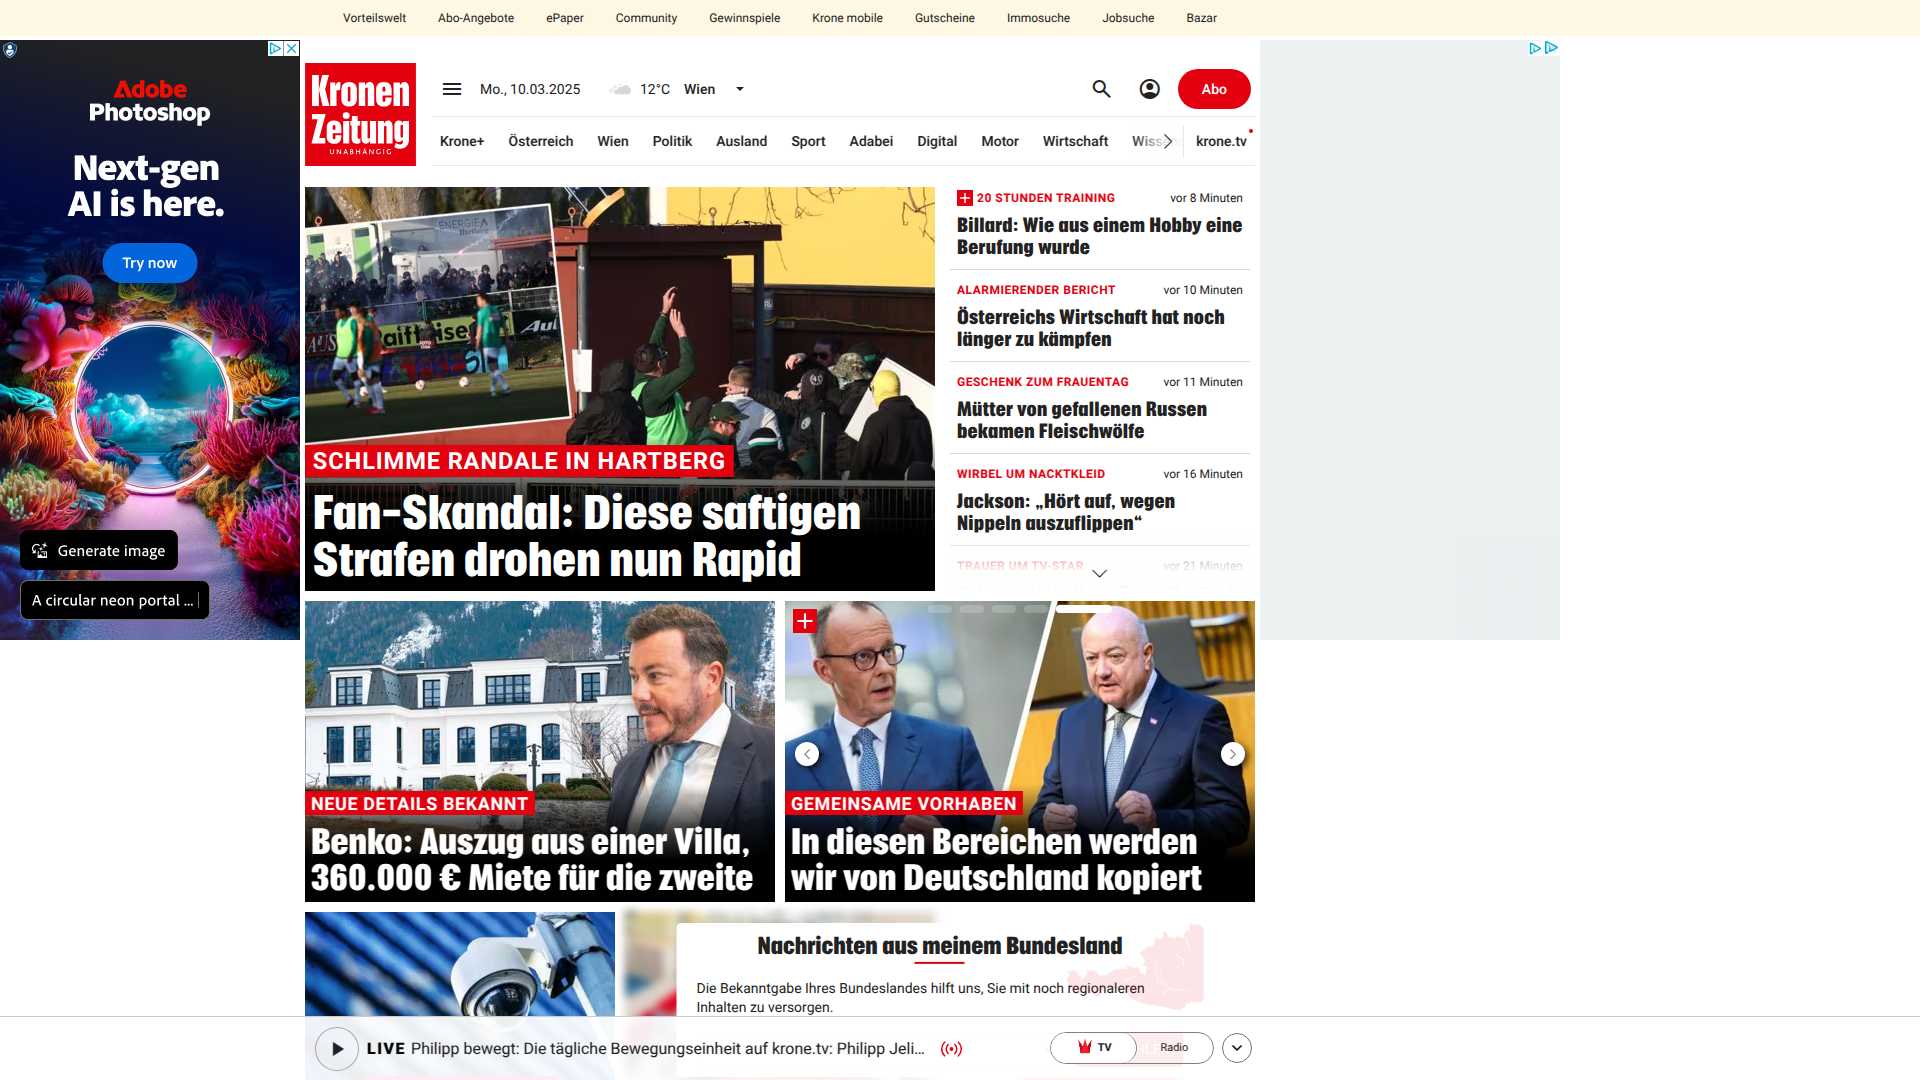 Vorteilswelt
Abo-Angebote
ePaper
Community
Gewinnspiele
Krone mobile
Gutscheine
Immosuche
Jobsuche
Bazar
Adobe
Photoshop
Next-gen
AI is here.
Try now
Generate image
A circular neon portal ...
Kronen
Zeitung
UNABHÄNGIG
Mo., 10.03.2025
12°C
Wien
Abo
Krone+
Österreich
Wien
Politik
Ausland
Sport
Adabei
Digital
Motor
Wirtschaft
krone.tv
ENERGIE
Hartberg
SCHLIMME RANDALE IN HARTBERG
Fan-Skandal: Diese saftigen
Strafen drohen nun Rapid
20 STUNDEN TRAINING vor 8 Minuten
Billard: Wie aus einem Hobby eine
Berufung wurde
ALARMIERENDER BERICHT vor 10 Minuten
Österreichs Wirtschaft hat noch
länger zu kämpfen
GESCHENK ZUM FRAUENTAG vor 11 Minuten
Mütter von gefallenen Russen
bekamen Fleischwölfe
WIRBEL UM NACKTKLEID vor 16 Minuten
Jackson: „Hört auf, wegen
Nippeln auszuflippen“
TRAUER UM TV-STAR vor 21 Minuten
NEUE DETAILS BEKANNT
Benko: Auszug aus einer Villa,
360.000 € Miete für die zweite
GEMEINSAME VORHABEN
In diesen Bereichen werden
wir von Deutschland kopiert
Nachrichten aus meinem Bundesland
Die Bekanntgabe Ihres Bundeslandes hilft uns, Sie mit noch regionaleren
Inhalten zu versorgen.
LIVE Philipp bewegt: Die tägliche Bewegungseinheit auf krone.tv: Philipp Jeli...
TV
Radio